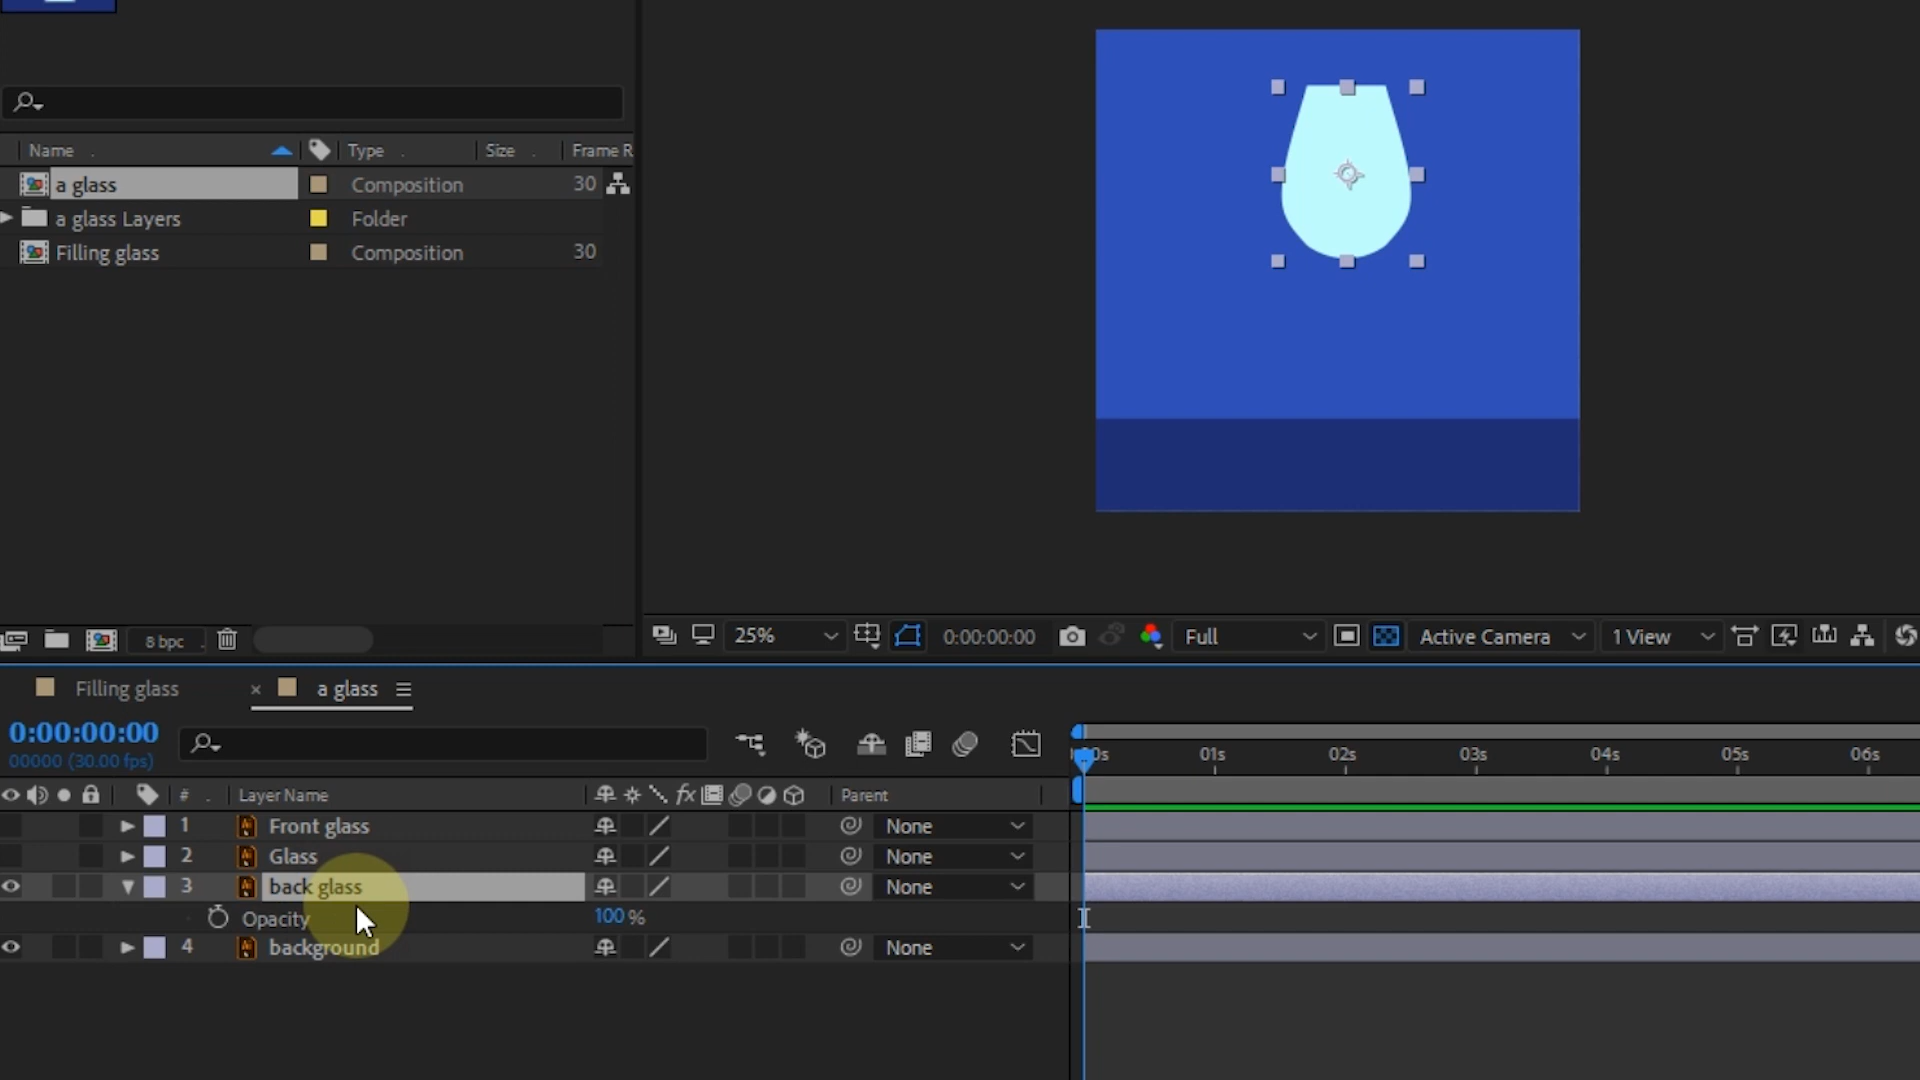 Name
Type
Size
Frame R
a glass
Composition
30
a glass Layers
Folder
Filling glass
Composition
30
8 bpc
25%
0:00:00:00
Full
Active Camera
1 View
Filling glass
× a glass
0:00:00:00
00000 (30.00 fps)
01s
02s
03s
04s
05s
06s
# Layer Name
fx
Parent
1 Front glass
None
2 Glass
None
3 back glass
None
Opacity
100 %
4 background
None